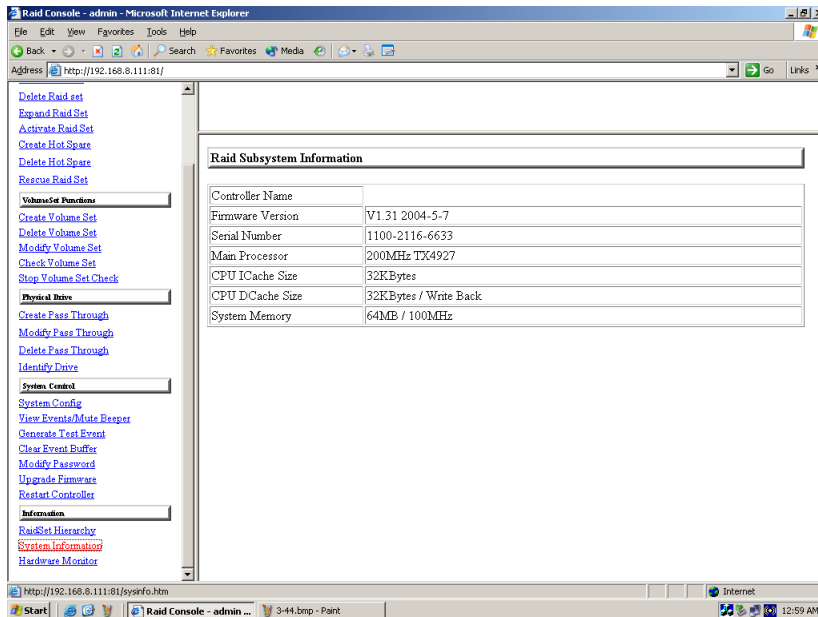 Raid Console - admin - Microsoft Internet Explorer
File Edit View Favorites Tools Help
Back Search Favorites Media
Address http://192.168.8.111:81/ Go Links
Delete Raid set
Expand Raid Set
Activate Raid Set
Create Hot Spare
Delete Hot Spare
Rescue Raid Set
VolumeSet Functions
Create Volume Set
Delete Volume Set
Modify Volume Set
Check Volume Set
Stop Volume Set Check
Physical Drive
Create Pass Through
Modify Pass Through
Delete Pass Through
Identify Drive
System Control
System Config
View Events/Mute Beeper
Generate Test Event
Clear Event Buffer
Modify Password
Upgrade Firmware
Restart Controller
Information
RaidSet Hierarchy
System Information
Hardware Monitor
Raid Subsystem Information
Controller Name
Firmware Version V1.31 2004-5-7
Serial Number 1100-2116-6633
Main Processor 200MHz TX4927
CPU ICache Size 32KBytes
CPU DCache Size 32KBytes / Write Back
System Memory 64MB / 100MHz
http://192.168.8.111:81/sysinfo.htm Internet
Start Raid Console - admin ... 3-44.bmp - Paint 12:59 AM